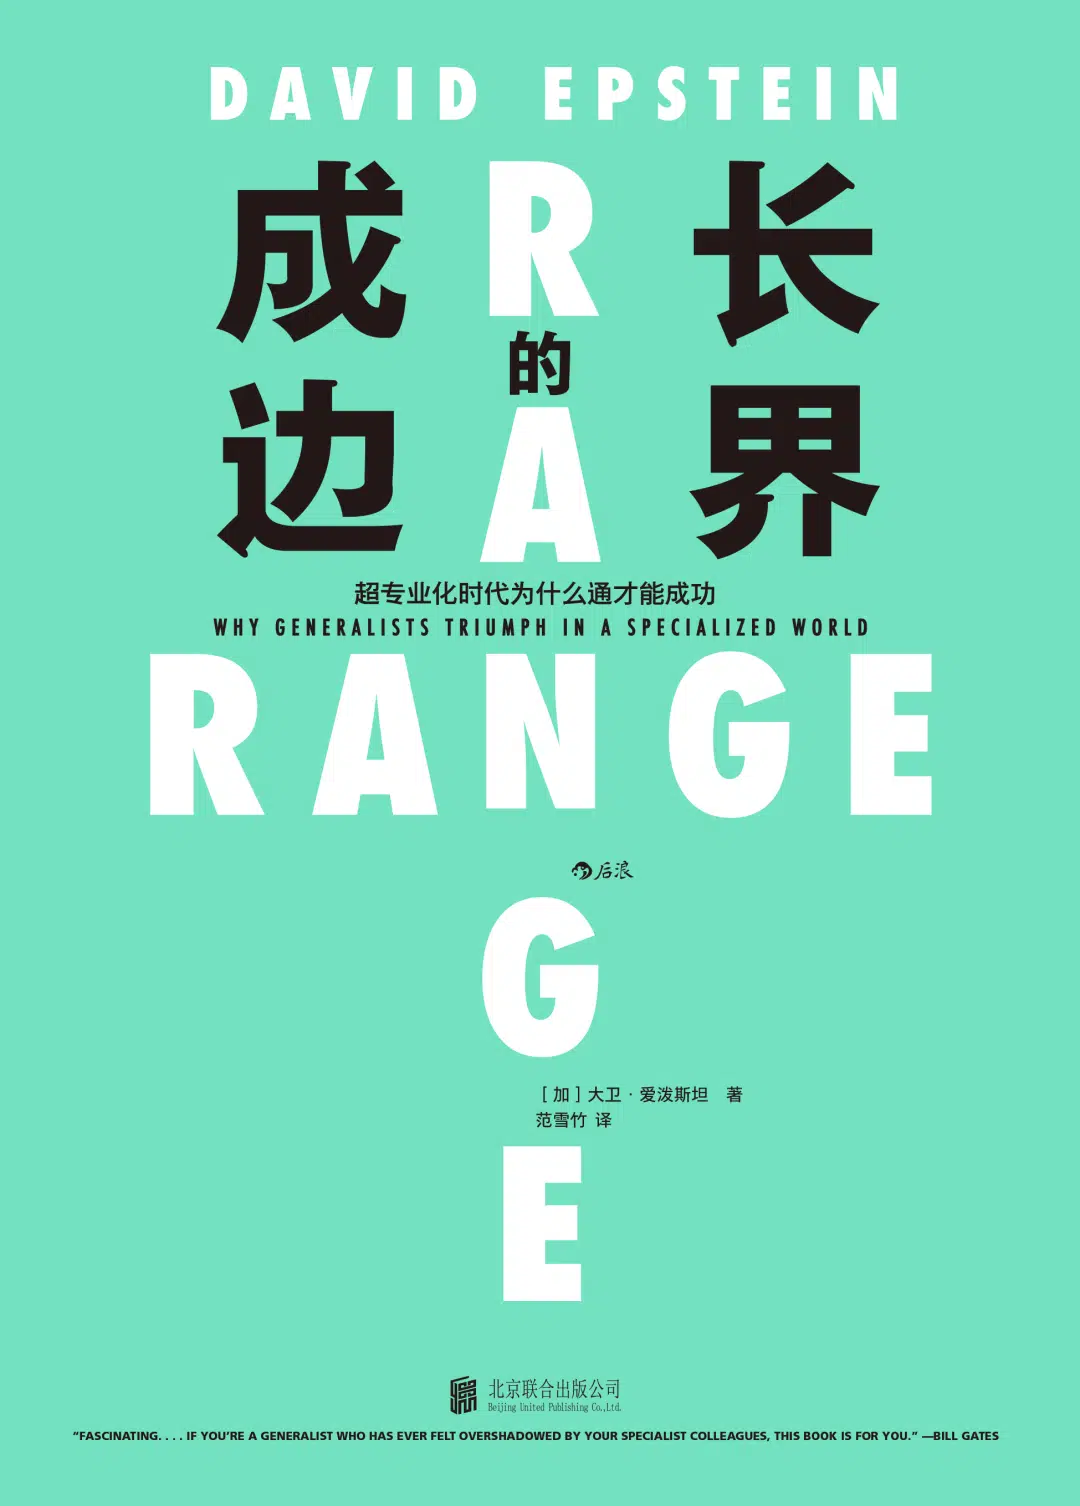 DAVID EPSTEIN
成长
的
边界
超专业化时代为什么通才能成功
WHY GENERALISTS TRIUMPH IN A SPECIALIZED WORLD
RANGE
RANGE
后浪
[加]大卫·爱泼斯坦 著
范雪竹 译
北京联合出版公司
Beijing United Publishing Co.,Ltd.
“FASCINATING. . . . IF YOU’RE A GENERALIST WHO HAS EVER FELT OVERSHADOWED BY YOUR SPECIALIST COLLEAGUES, THIS BOOK IS FOR YOU.” —BILL GATES